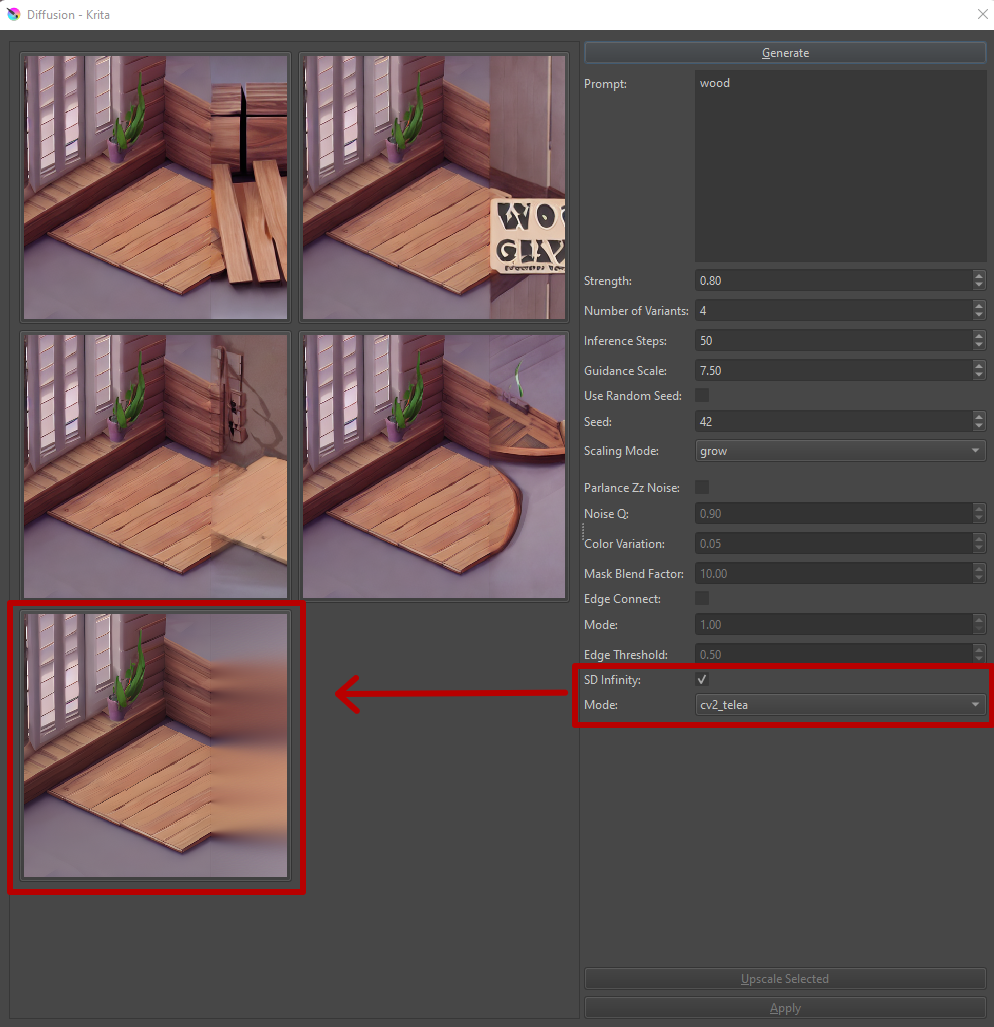 Diffusion - Krita
Generate
Prompt:
wood
Strength:
0.80
Number of Variants:
4
Inference Steps:
50
Guidance Scale:
7.50
Use Random Seed:
Seed:
42
Scaling Mode:
grow
Parlance Zz Noise:
Noise Q:
0.90
Color Variation:
0.05
Mask Blend Factor:
10.00
Edge Connect:
Mode:
1.00
Edge Threshold:
0.50
SD Infinity:
Mode:
cv2_telea
Upscale Selected
Apply